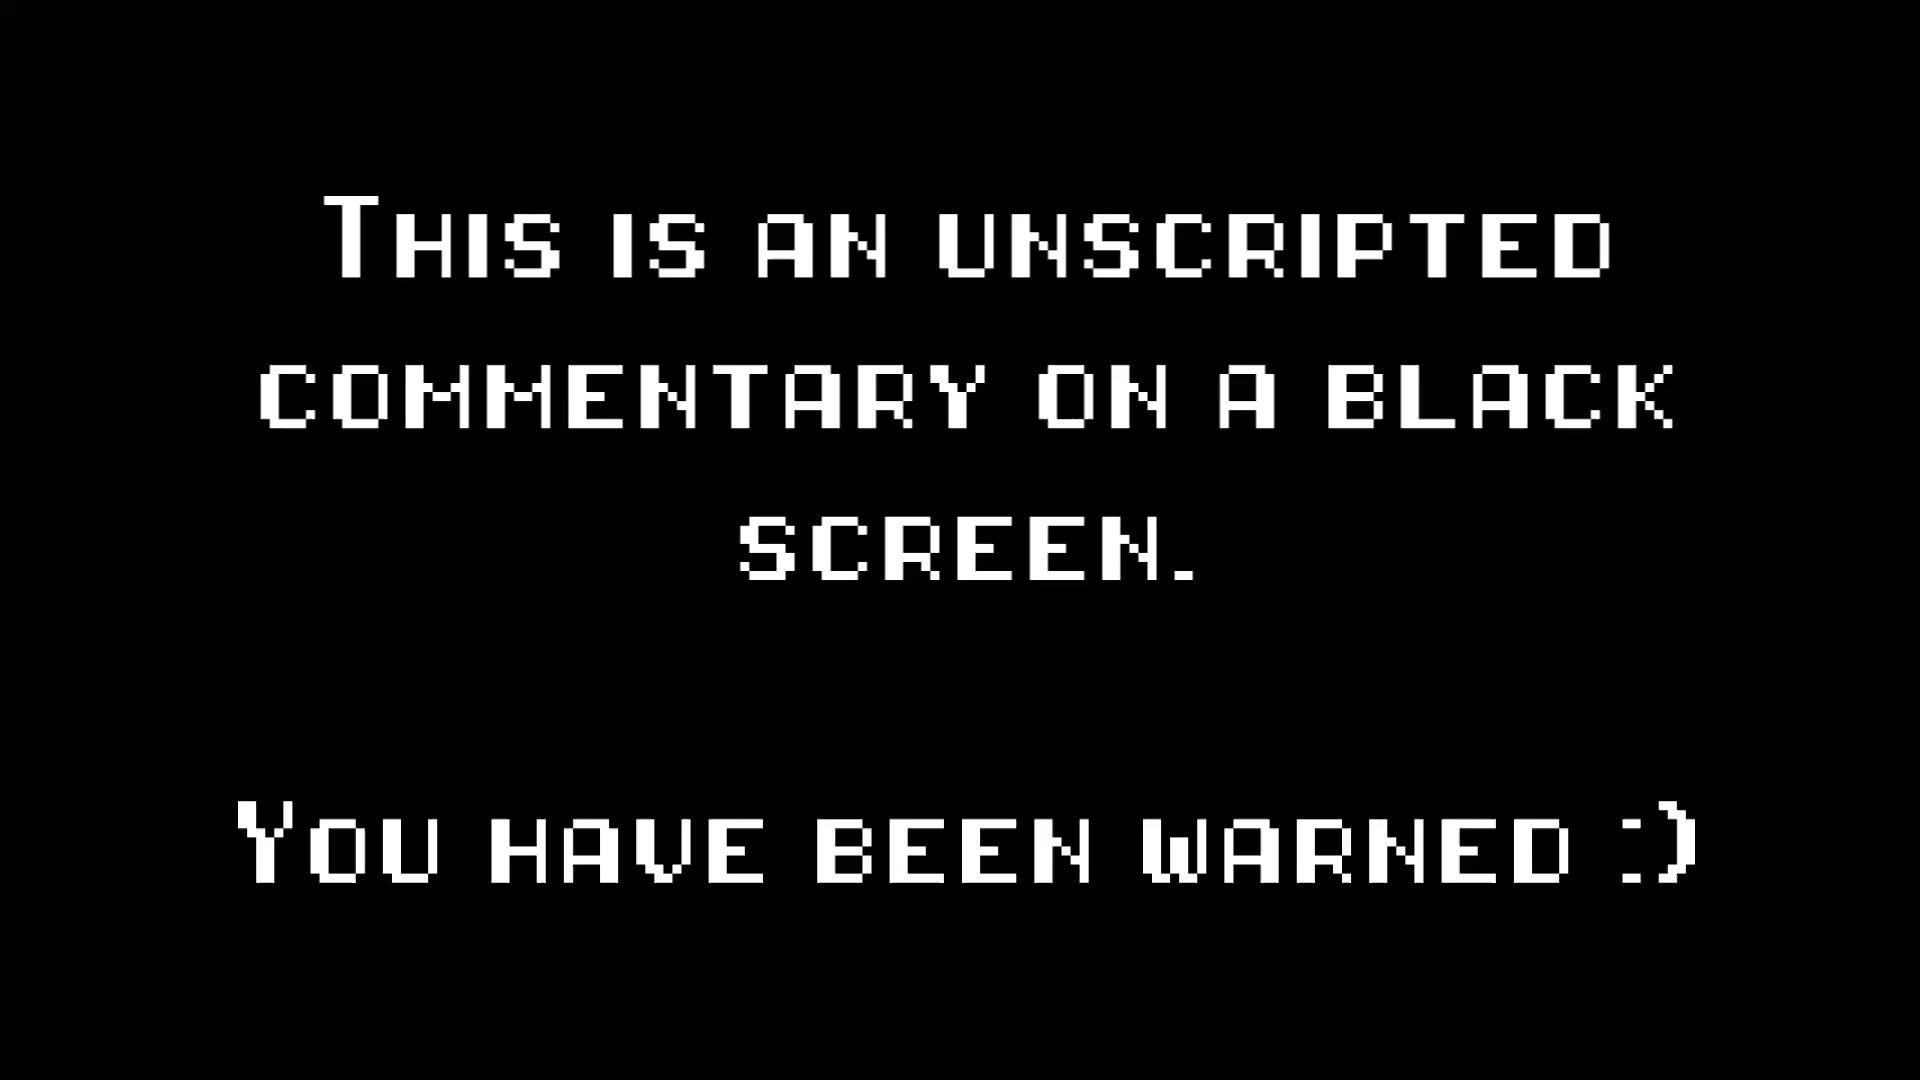 This is an unscripted
commentary on a black
screen.
You have been warned :)